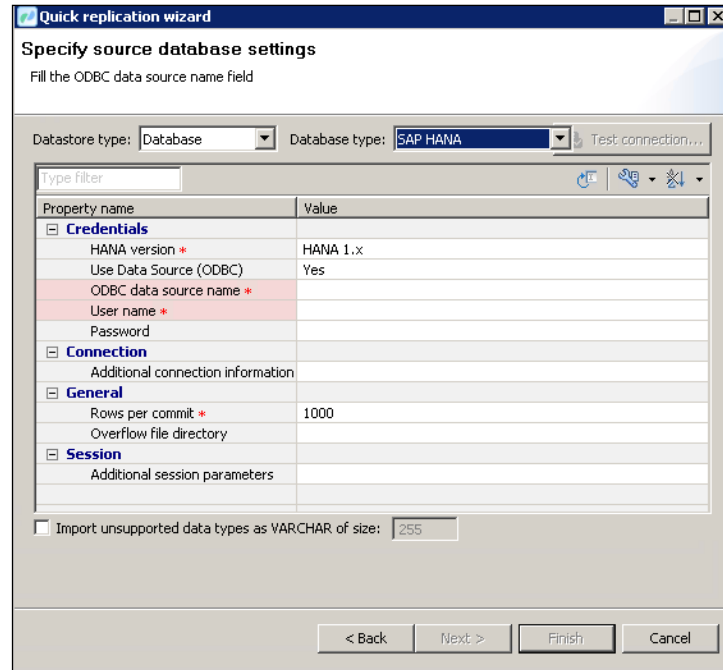 Quick replication wizard
Specify source database settings
Fill the ODBC data source name field
Datastore type: Database Database type: SAP HANA Test connection...
Type filter
Property name Value
Credentials
HANA version * HANA 1.x
Use Data Source (ODBC) Yes
ODBC data source name *
User name *
Password
Connection
Additional connection information
General
Rows per commit * 1000
Overflow file directory
Session
Additional session parameters
Import unsupported data types as VARCHAR of size: 255
< Back Next > Finish Cancel